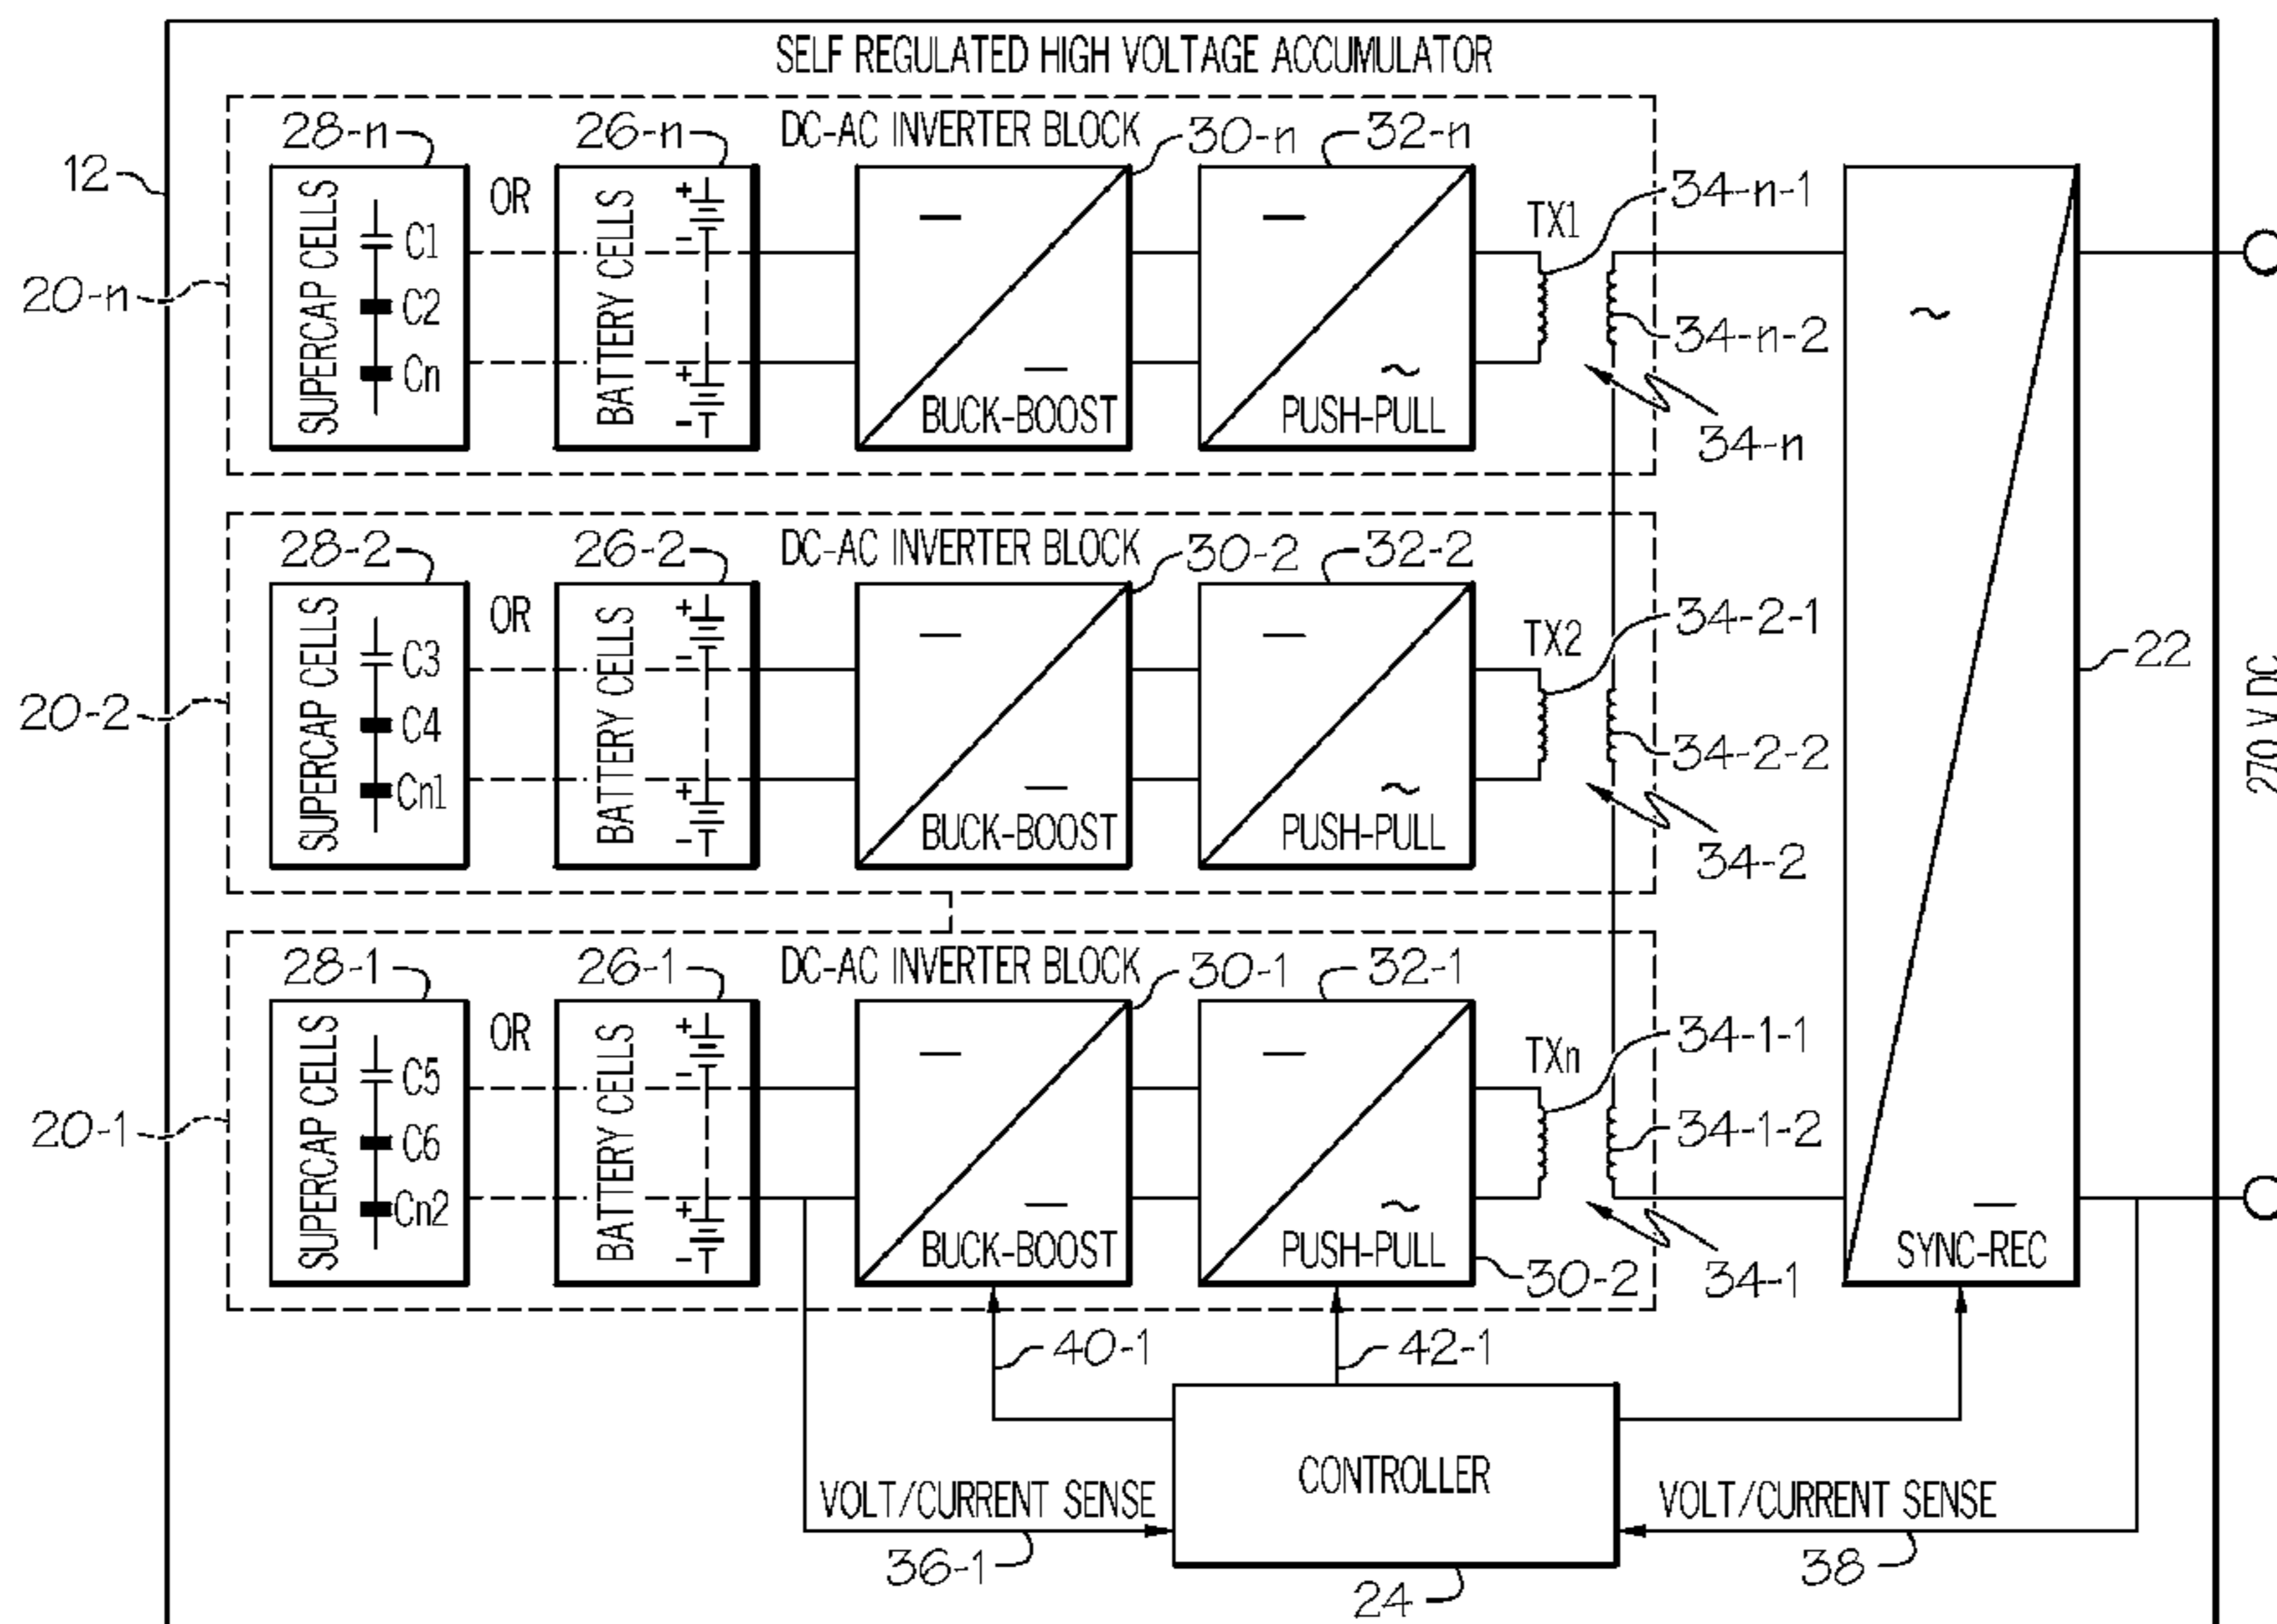 SELF REGULATED HIGH VOLTAGE ACCUMULATOR
12
20-n
DC-AC INVERTER BLOCK
28-n
26-n
30-n
32-n
SUPERCAP CELLS
C1
C2
Cn
OR
BATTERY CELLS
+
-
+
-
BUCK-BOOST
PUSH-PULL
TX1
34-n-1
34-n-2
34-n
20-2
DC-AC INVERTER BLOCK
28-2
26-2
30-2
32-2
SUPERCAP CELLS
C3
C4
Cn1
OR
BATTERY CELLS
+
-
+
-
BUCK-BOOST
PUSH-PULL
TX2
34-2-1
34-2-2
34-2
20-1
DC-AC INVERTER BLOCK
28-1
26-1
30-1
32-1
SUPERCAP CELLS
C5
C6
Cn2
OR
BATTERY CELLS
+
-
+
-
BUCK-BOOST
PUSH-PULL
30-2
TXn
34-1-1
34-1-2
34-1
~
~
~
~
SYNC-REC
22
270 V DC
40-1
42-1
CONTROLLER
24
VOLT/CURRENT SENSE
36-1
VOLT/CURRENT SENSE
38